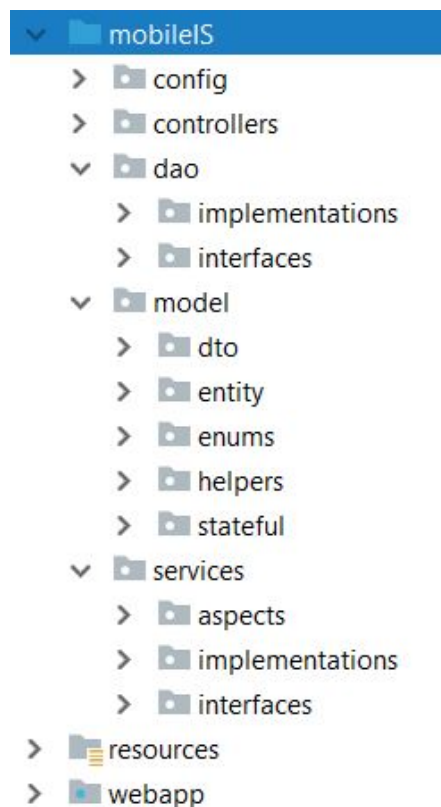 mobileIS
config
controllers
dao
implementations
interfaces
model
dto
entity
enums
helpers
stateful
services
aspects
implementations
interfaces
resources
webapp